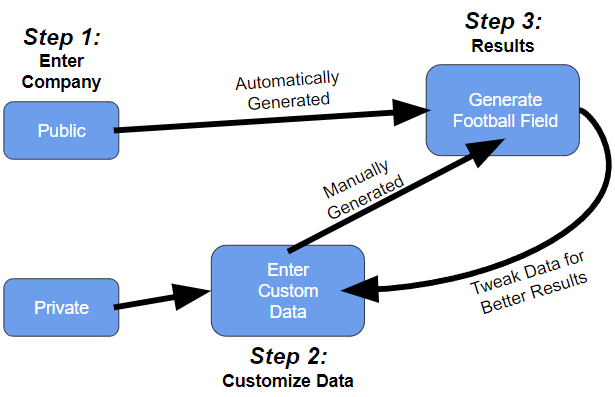 Step 1:
Enter
Company
Step 3:
Results
Automatically
Generated
Public
Generate
Football Field
Manually
Generated
Enter
Custom
Data
Private
Tweak Data for
Better Results
Step 2:
Customize Data